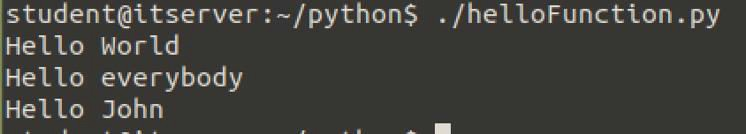 student@itserver:~/python$ ./helloFunction.py
Hello World
Hello everybody
Hello John